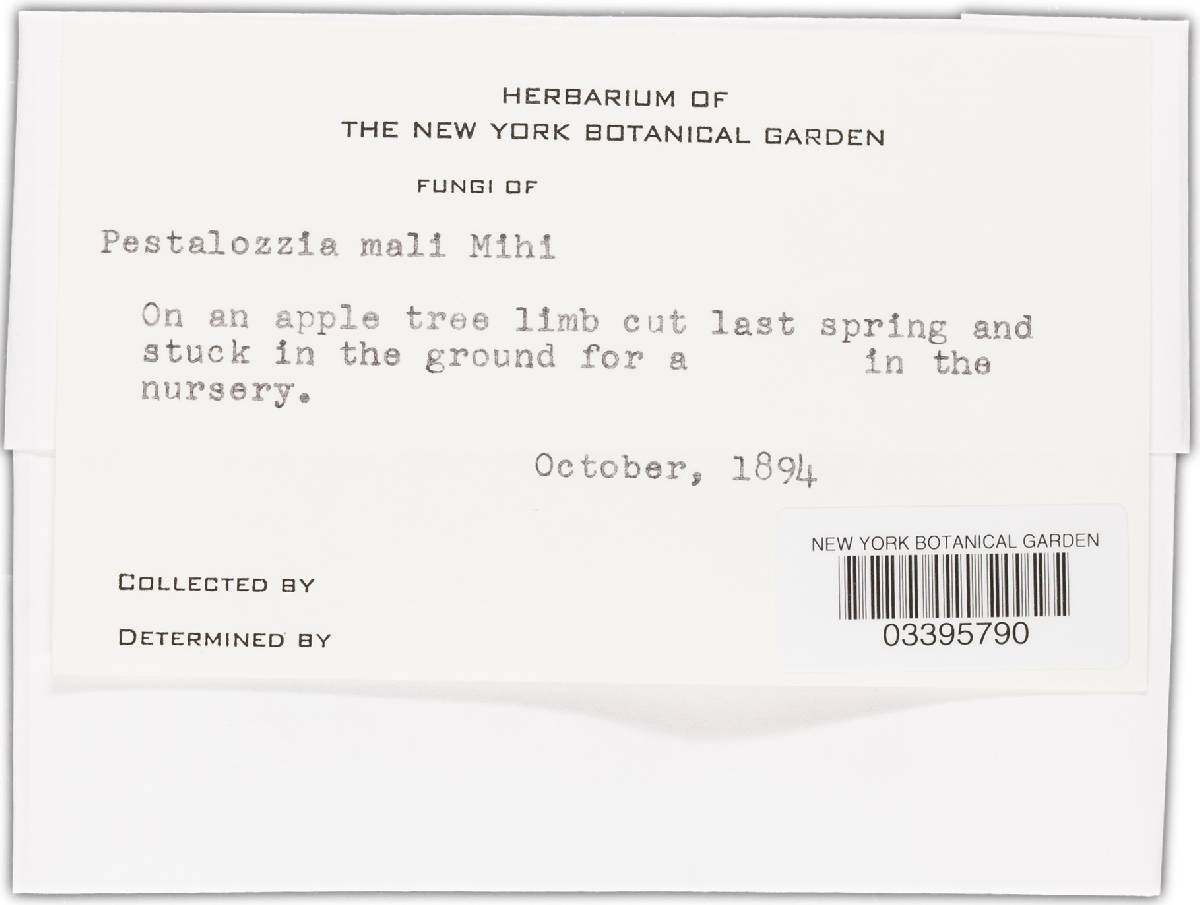 HERBARIUM OF
THE NEW YORK BOTANICAL GARDEN
FUNGI OF
Pestalozzia mali Mihi
On an apple tree limb cut last spring and
stuck in the ground for a in the
nursery.
October, 1894
NEW YORK BOTANICAL GARDEN
03395790
COLLECTED BY
DETERMINED BY